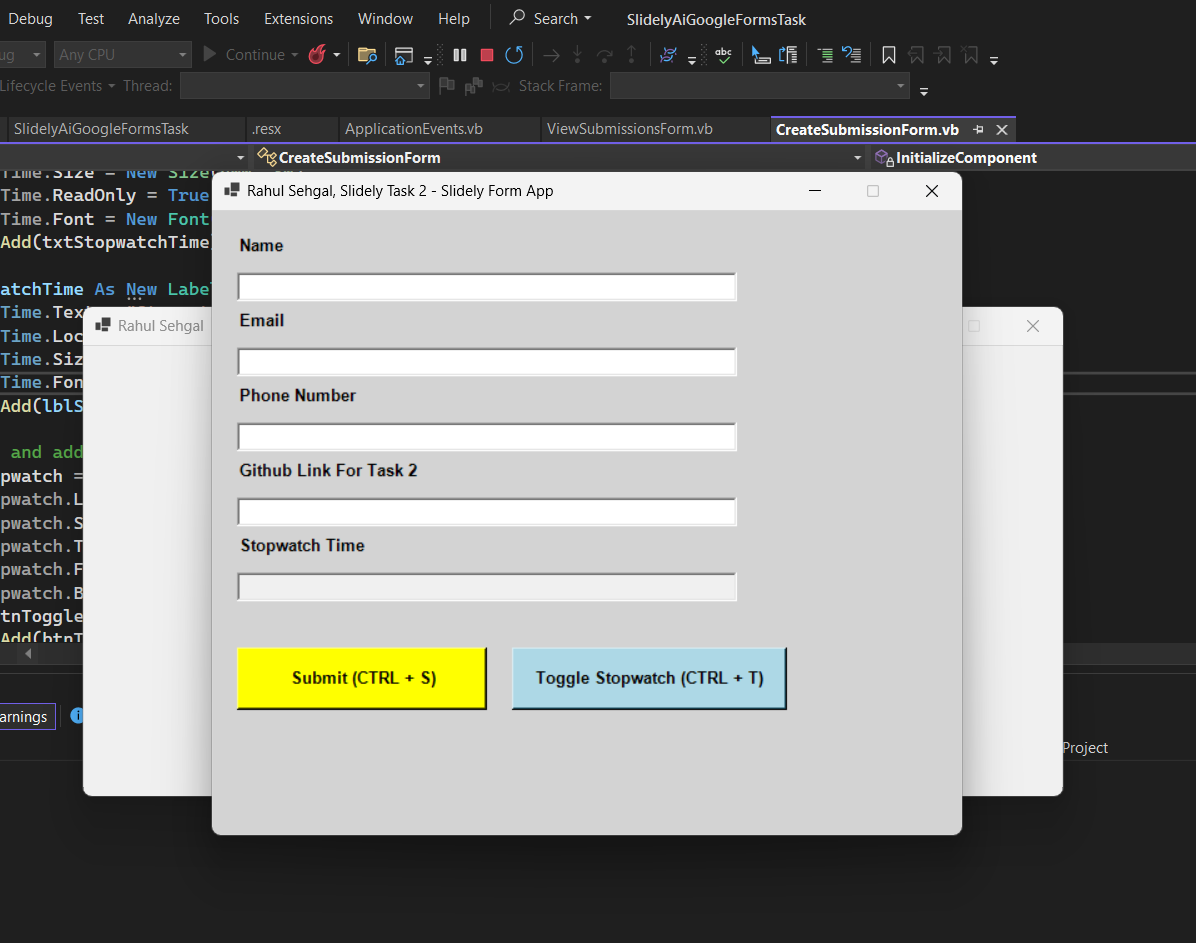 Debug Test Analyze Tools Extensions Window Help Search SlidelyAiGoogleFormsTask
ug Any CPU Continue abc
Lifecycle Events Thread: Stack Frame:
SlidelyAiGoogleFormsTask .resx ApplicationEvents.vb ViewSubmissionsForm.vb CreateSubmissionForm.vb
CreateSubmissionForm InitializeComponent
Time.Size = New Size
Time.ReadOnly = True
Time.Font = New Font
Add(txtStopwatchTime)
atchTime As New Label
Time.Tex
Time.Loc
Time.Siz
Time.Fon
Add(lblS
and add
pwatch =
pwatch.L
pwatch.S
pwatch.T
pwatch.F
pwatch.B
tnToggle
Add(btnT
arnings
Project
Rahul Sehgal
Rahul Sehgal, Slidely Task 2 - Slidely Form App
Name
Email
Phone Number
Github Link For Task 2
Stopwatch Time
Submit (CTRL + S) Toggle Stopwatch (CTRL + T)